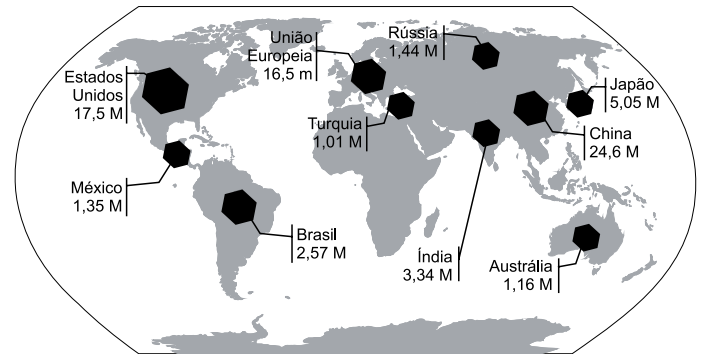 União
Europeia
16,5 m
Rússia
1,44 M
Estados
Unidos
17,5 M
Japão
5,05 M
Turquia
1,01 M
China
24,6 M
México
1,35 M
Brasil
2,57 M
Índia
3,34 M
Austrália
1,16 M